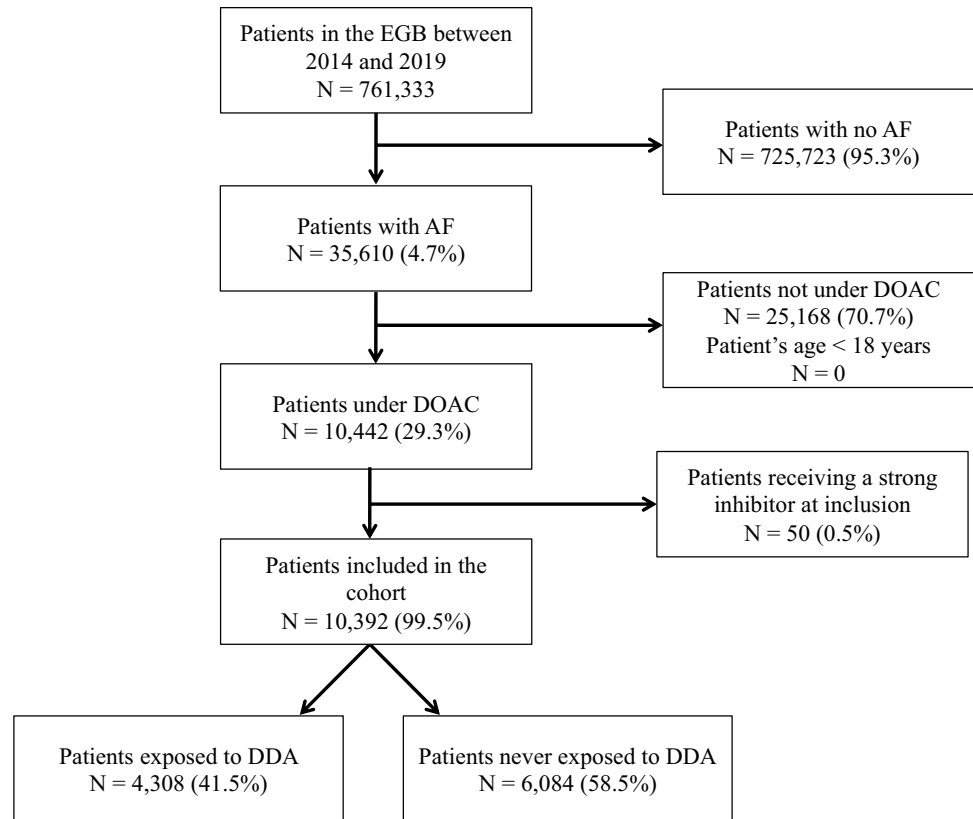 Patients in the EGB between
2014 and 2019
N = 761,333
Patients with no AF
N = 725,723 (95.3%)
Patients with AF
N = 35,610 (4.7%)
Patients not under DOAC
N = 25,168 (70.7%)
Patient’s age < 18 years
N = 0
Patients under DOAC
N = 10,442 (29.3%)
Patients receiving a strong
inhibitor at inclusion
N = 50 (0.5%)
Patients included in the
cohort
N = 10,392 (99.5%)
Patients exposed to DDA
N = 4,308 (41.5%)
Patients never exposed to DDA
N = 6,084 (58.5%)